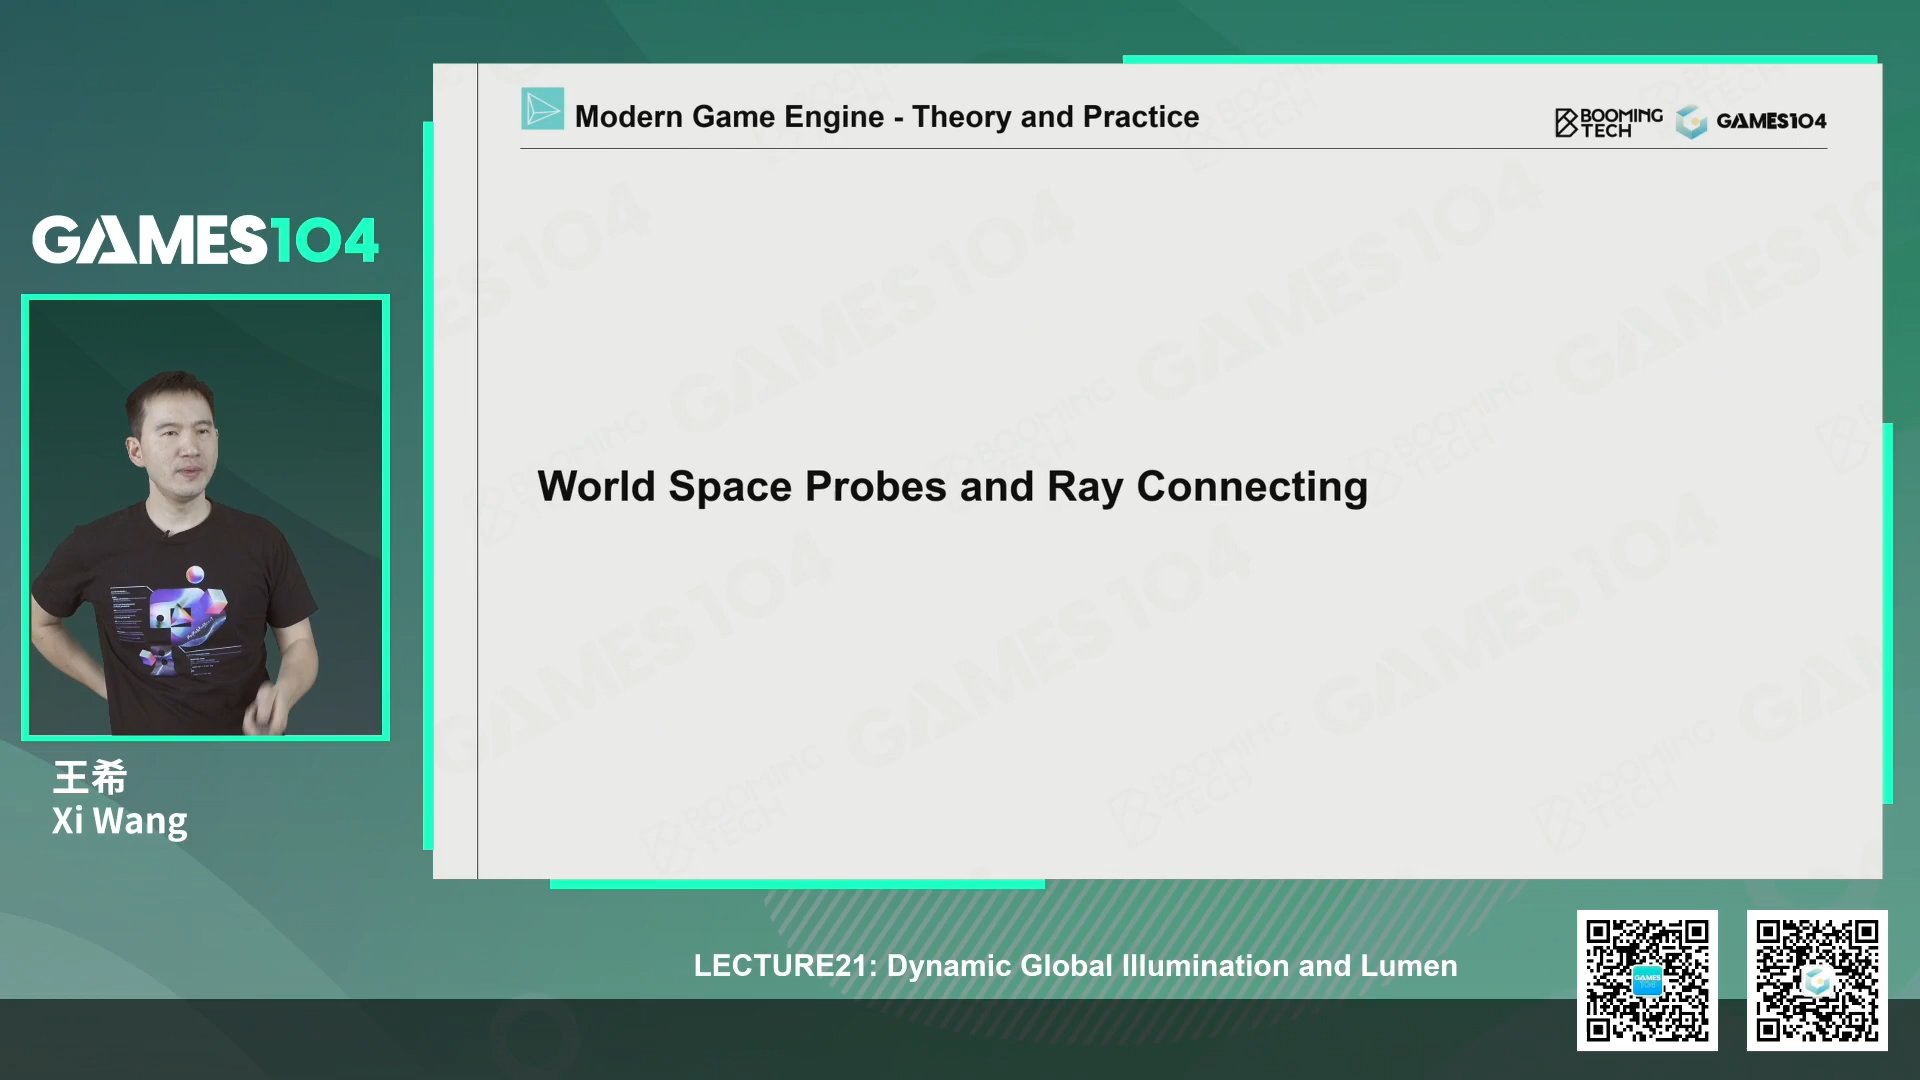 Modern Game Engine - Theory and Practice
BOOMING
TECH
GAMES104
GAMES104
World Space Probes and Ray Connecting
王希
Xi Wang
LECTURE21: Dynamic Global Illumination and Lumen